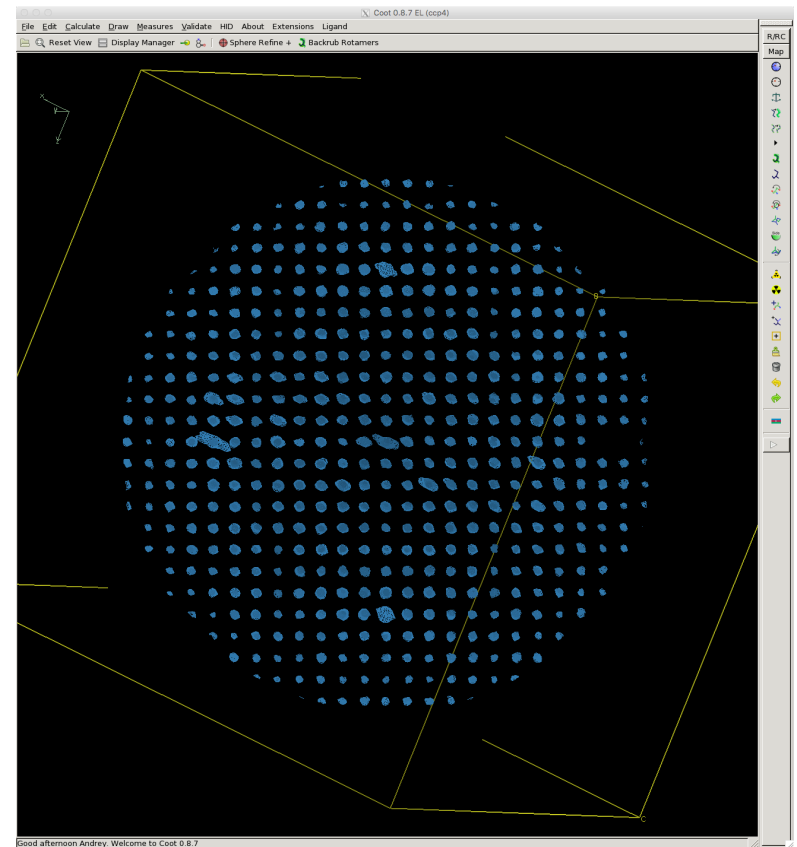 Coot 0.8.7 EL (ccp4)
File Edit Calculate Draw Measures Validate HID About Extensions Ligand
Reset View Display Manager Sphere Refine + Backrub Rotamers
R/RC
Map
x
y
z
C
Good afternoon Andrey. Welcome to Coot 0.8.7